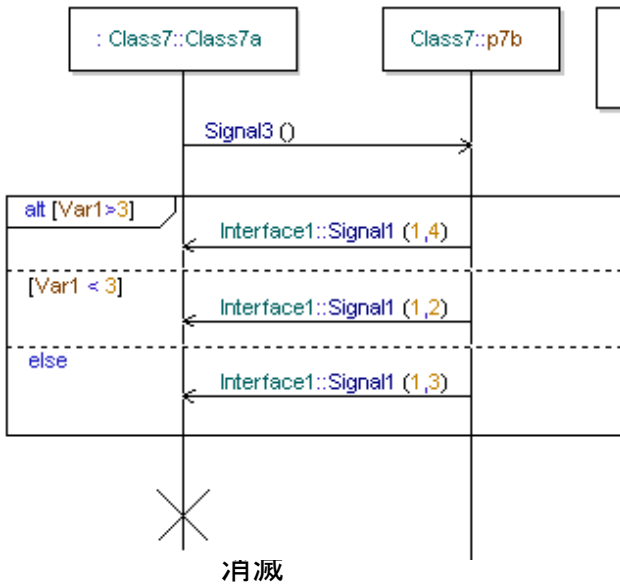 : Class7::Class7a
Class7::p7b
Signal3 ()
alt [Var1>3]
Interface1::Signal1 (1,4)
[Var1 < 3]
Interface1::Signal1 (1,2)
else
Interface1::Signal1 (1,3)
消滅